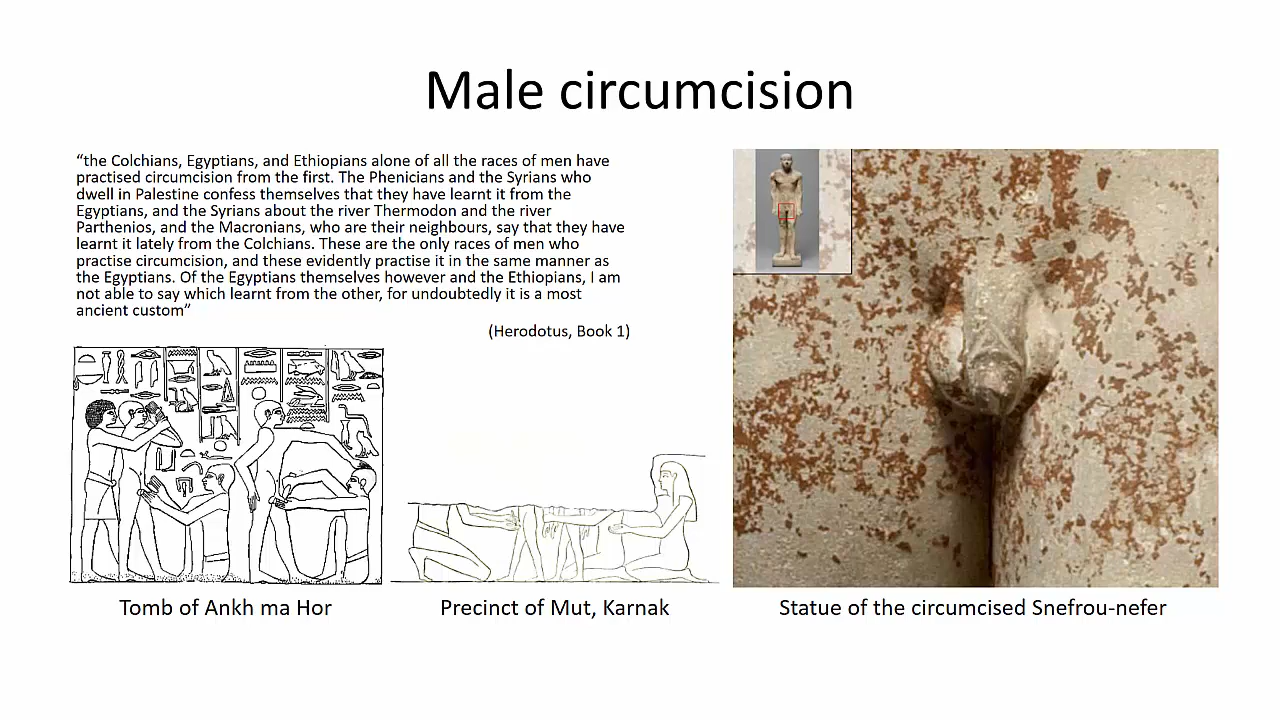 Male circumcision
“the Colchians, Egyptians, and Ethiopians alone of all the races of men have
practised circumcision from the first. The Phenicians and the Syrians who
dwell in Palestine confess themselves that they have learnt it from the
Egyptians, and the Syrians about the river Thermodon and the river
Parthenios, and the Macronians, who are their neighbours, say that they have
learnt it lately from the Colchians. These are the only races of men who
practise circumcision, and these evidently practise it in the same manner as
the Egyptians. Of the Egyptians themselves however and the Ethiopians, I am
not able to say which learnt from the other, for undoubtedly it is a most
ancient custom”
(Herodotus, Book 1)
Tomb of Ankh ma Hor
Precinct of Mut, Karnak
Statue of the circumcised Snefrou-nefer